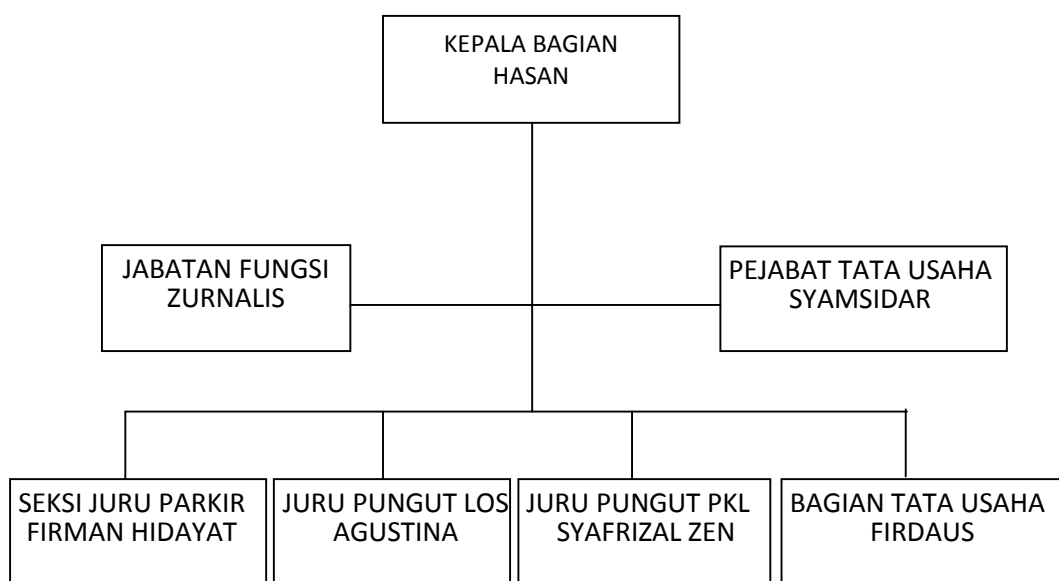 KEPALA BAGIAN
HASAN
JABATAN FUNGSI
ZURNALIS
PEJABAT TATA USAHA
SYAMSIDAR
SEKSI JURU PARKIR
FIRMAN HIDAYAT
JURU PUNGUT LOS
AGUSTINA
JURU PUNGUT PKL
SYAFRIZAL ZEN
BAGIAN TATA USAHA
FIRDAUS